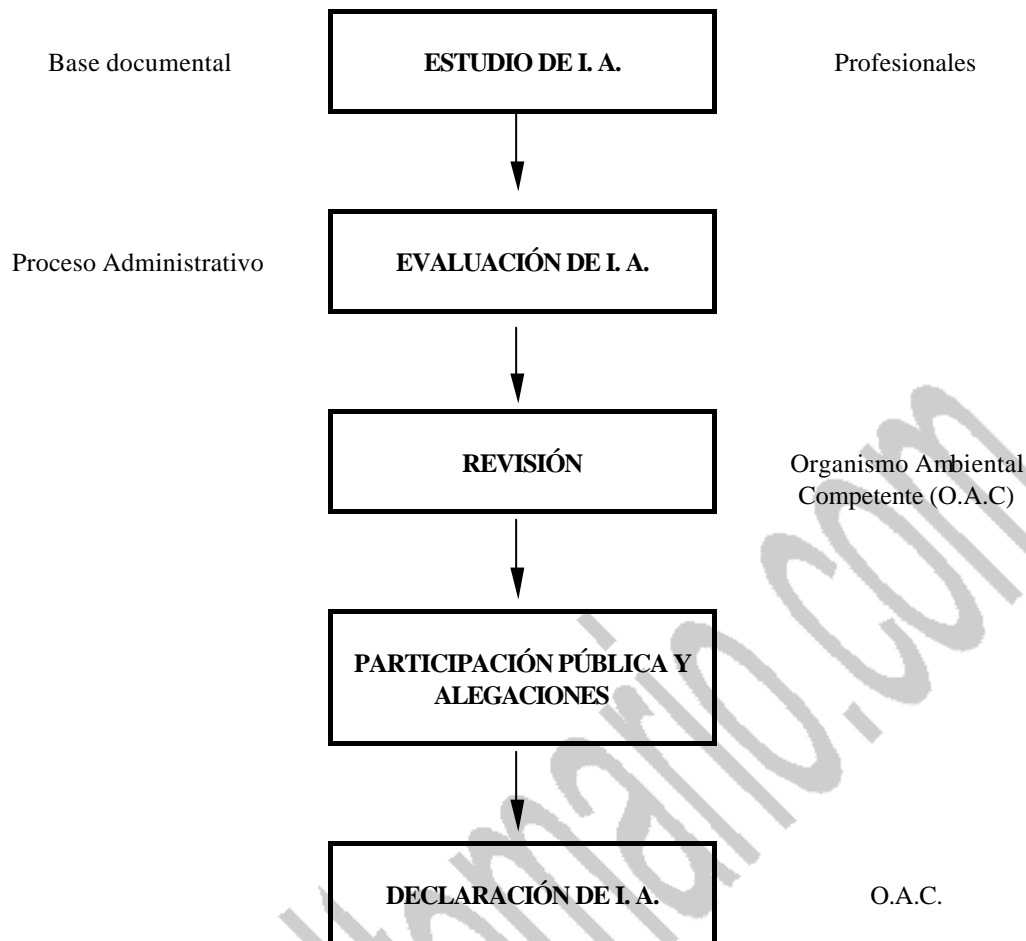 Base documental
ESTUDIO DE I. A.
Profesionales
Proceso Administrativo
EVALUACIÓN DE I. A.
REVISIÓN
Organismo Ambiental
Competente (O.A.C)
PARTICIPACIÓN PÚBLICA Y
ALEGACIONES
DECLARACIÓN DE I. A.
O.A.C.